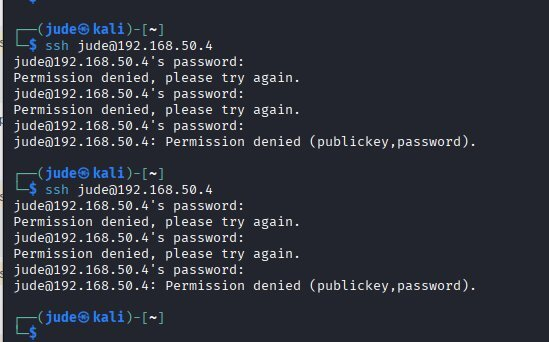 ┌──(jude㉿kali)-[~]
└─$ ssh jude@192.168.50.4
jude@192.168.50.4's password:
Permission denied, please try again.
jude@192.168.50.4's password:
Permission denied, please try again.
jude@192.168.50.4's password:
jude@192.168.50.4: Permission denied (publickey,password).
┌──(jude㉿kali)-[~]
└─$ ssh jude@192.168.50.4
jude@192.168.50.4's password:
Permission denied, please try again.
jude@192.168.50.4's password:
Permission denied, please try again.
jude@192.168.50.4's password:
jude@192.168.50.4: Permission denied (publickey,password).
┌──(jude㉿kali)-[~]
└─$